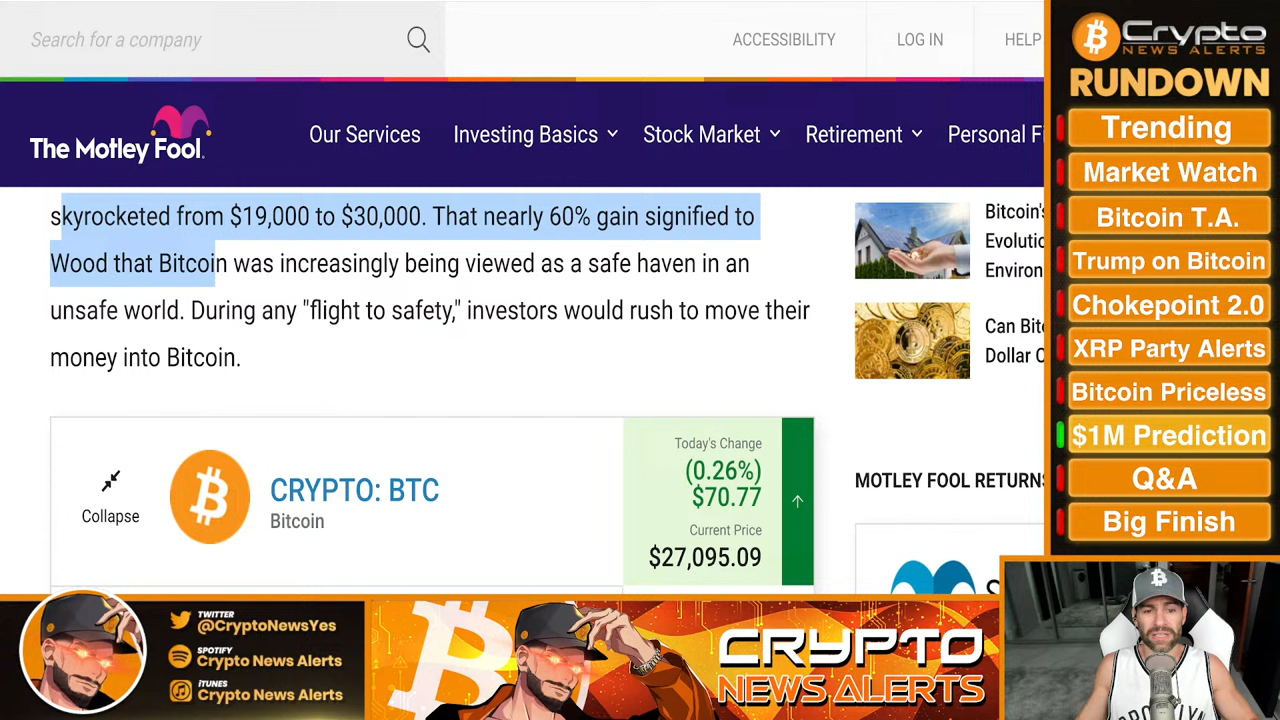 Search for a company
ACCESSIBILITY
LOG IN
HELP
The Motley Fool
Our Services
Investing Basics
Stock Market
Retirement
Personal Fi
skyrocketed from $19,000 to $30,000. That nearly 60% gain signified to
Wood that Bitcoin was increasingly being viewed as a safe haven in an
unsafe world. During any "flight to safety," investors would rush to move their
money into Bitcoin.
Bitcoin's
Evolutio
Environ
Can Bit
Dollar C
Collapse
CRYPTO: BTC
Bitcoin
Today's Change
(0.26%)
$70.77
Current Price
$27,095.09
MOTLEY FOOL RETURNS
S
Crypto
NEWS ALERTS
RUNDOWN
Trending
Market Watch
Bitcoin T.A.
Trump on Bitcoin
Chokepoint 2.0
XRP Party Alerts
Bitcoin Priceless
$1M Prediction
Q&A
Big Finish
TWITTER
@CryptoNewsYes
SPOTIFY
Crypto News Alerts
iTUNES
Crypto News Alerts
CRYPTO
NEWS ALERTS